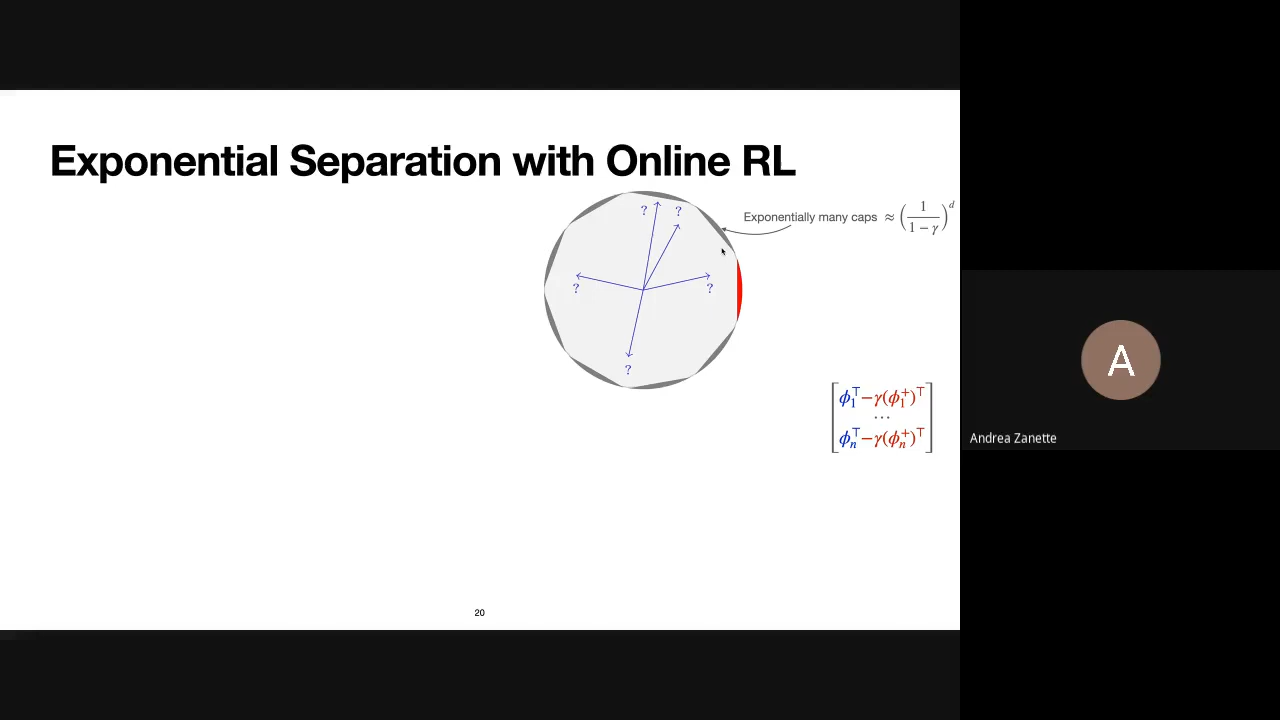 Exponential Separation with Online RL
Exponentially many caps ≈ (1/(1 − γ))^d
? ?
? ?
?
[ϕ₁ᵀ−γ(ϕ₁⁺)ᵀ
⋯
ϕₙᵀ−γ(ϕₙ⁺)ᵀ]
A
Andrea Zanette
20